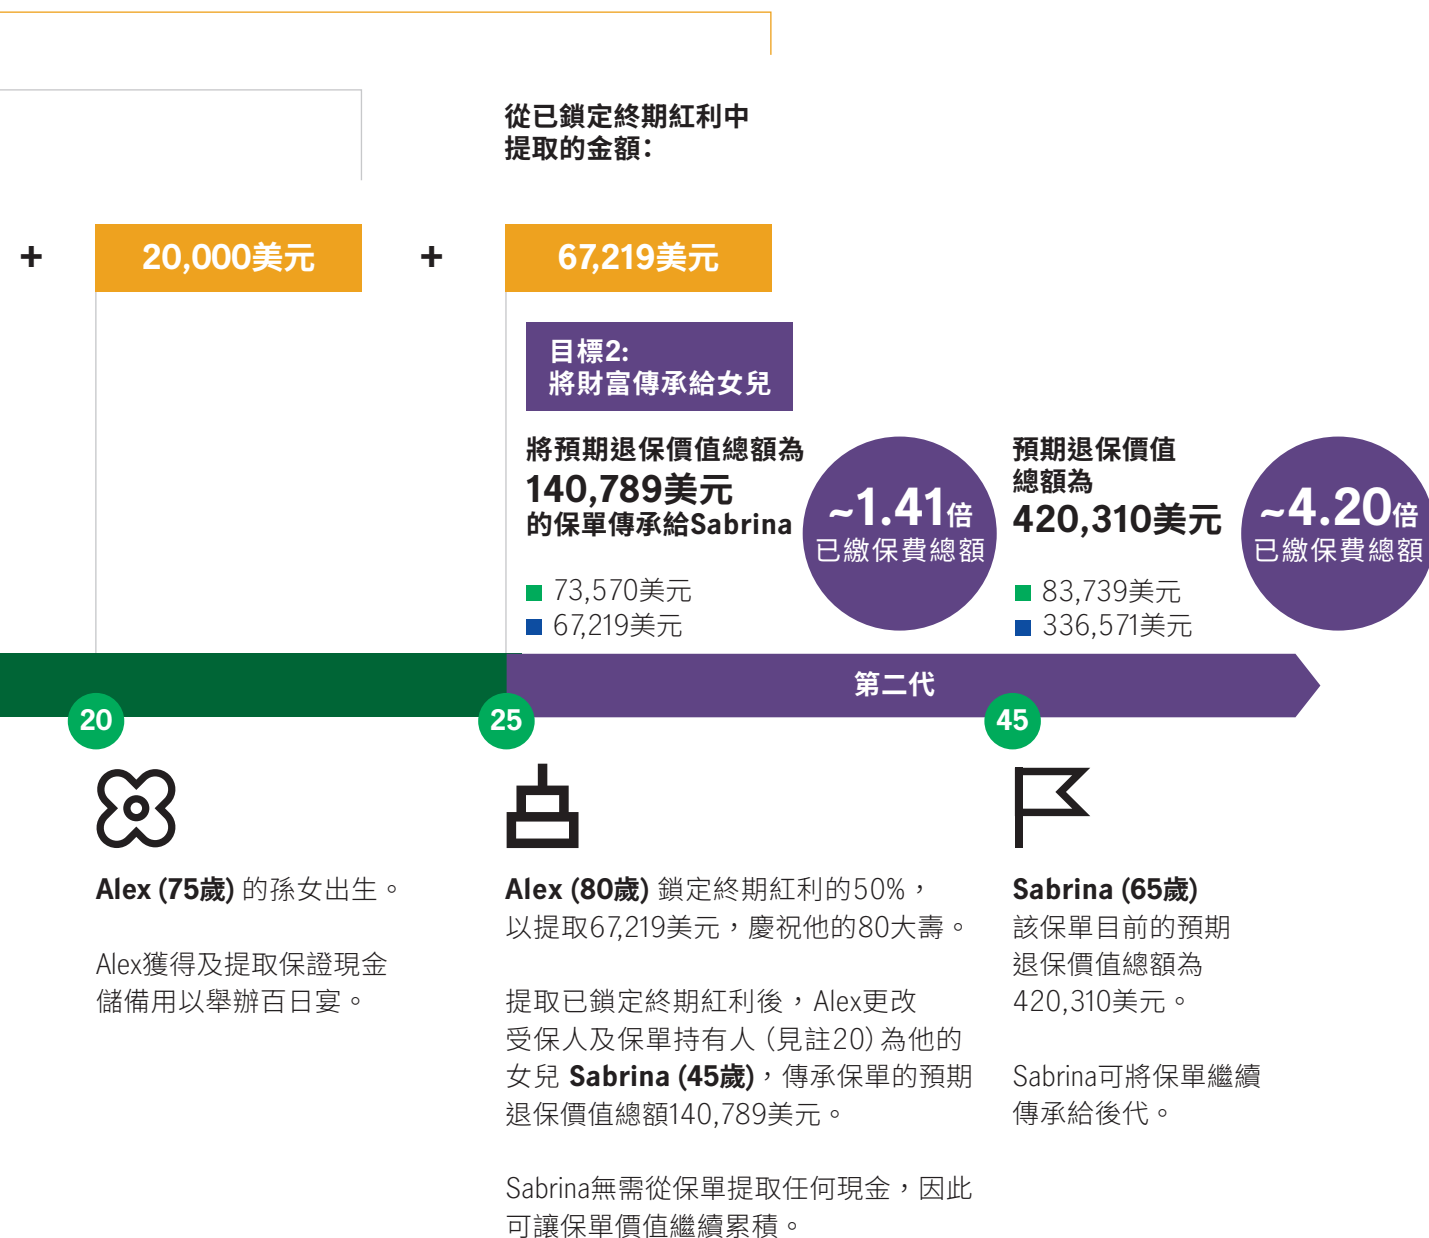 從已鎖定終期紅利中
提取的金額：
+
20,000美元
+
67,219美元
目標2:
將財富傳承給女兒
將預期退保價值總額為
140,789美元
的保單傳承給Sabrina
73,570美元
67,219美元
~1.41倍
已繳保費總額
預期退保價值
總額為
420,310美元
83,739美元
336,571美元
~4.20倍
已繳保費總額
第二代
20
25
45
Alex (75歲) 的孫女出生。
Alex獲得及提取保證現金
儲備用以舉辦百日宴。
Alex (80歲) 鎖定終期紅利的50%，
以提取67,219美元，慶祝他的80大壽。
提取已鎖定終期紅利後，Alex更改
受保人及保單持有人（見註20）為他的
女兒 Sabrina (45歲)，傳承保單的預期
退保價值總額140,789美元。
Sabrina無需從保單提取任何現金，因此
可讓保單價值繼續累積。
Sabrina (65歲)
該保單目前的預期
退保價值總額為
420,310美元。
Sabrina可將保單繼續
傳承給後代。